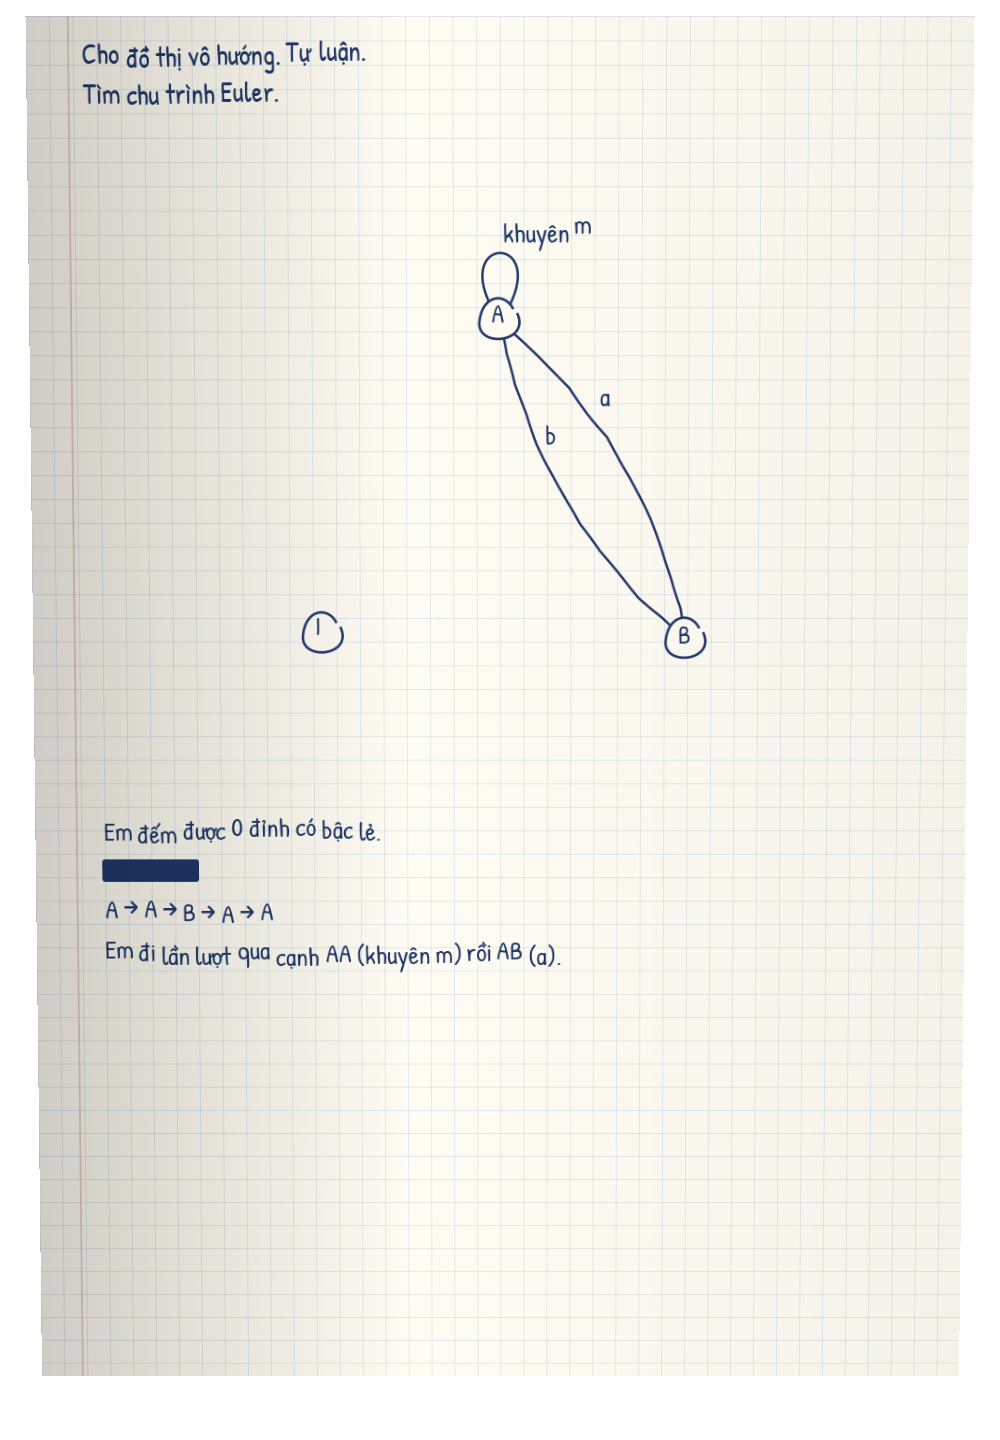 Cho đồ thị vô hướng. Tự luận.
Tìm chu trình Euler.
khuyên m
A
a
b
I
B
Em đếm được 0 đỉnh có bậc lẻ.
A → A → B → A → A
Em đi lần lượt qua cạnh AA (khuyên m) rồi AB (a).